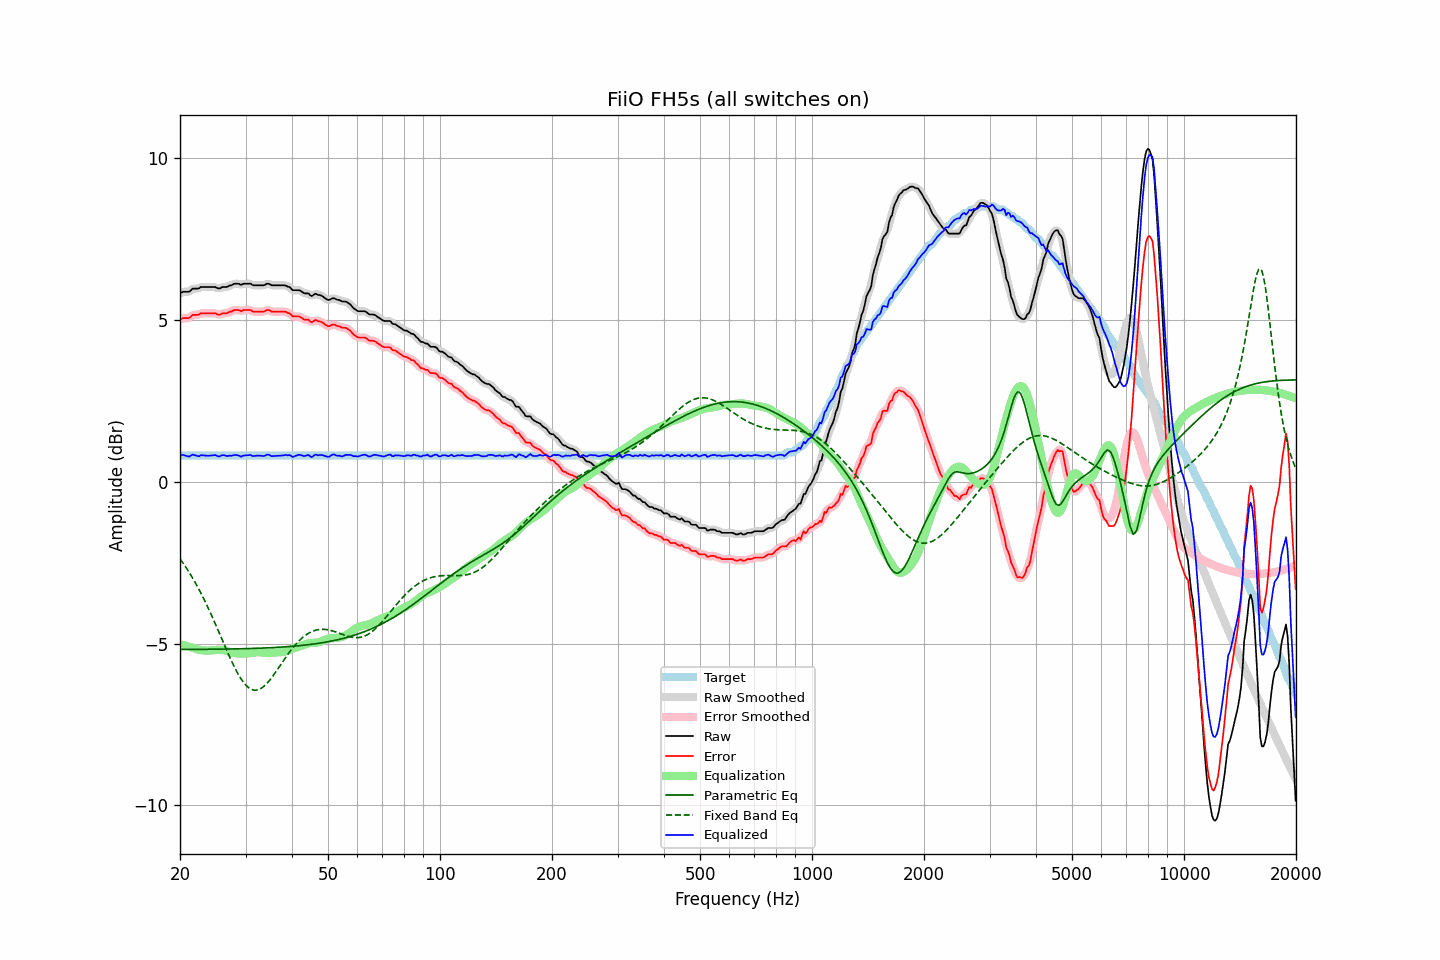 FiiO FH5s (all switches on)
Amplitude (dBr)
10
5
0
−5
−10
Target
Raw Smoothed
Error Smoothed
Raw
Error
Equalization
Parametric Eq
Fixed Band Eq
Equalized
20 50 100 200 500 1000 2000 5000 10000 20000
Frequency (Hz)